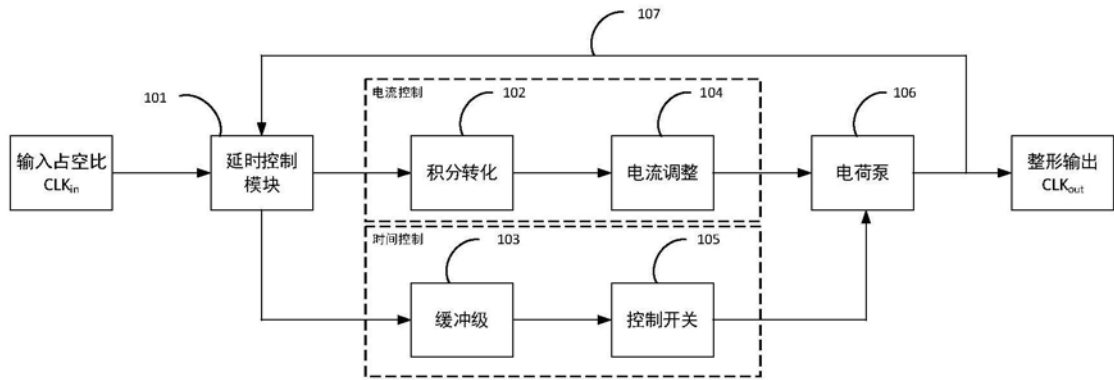 107
电流控制
101
102
104
106
输入占空比
CLKin
延时控制
模块
积分转化
电流调整
电荷泵
整形输出
CLKout
时间控制
103
105
缓冲级
控制开关